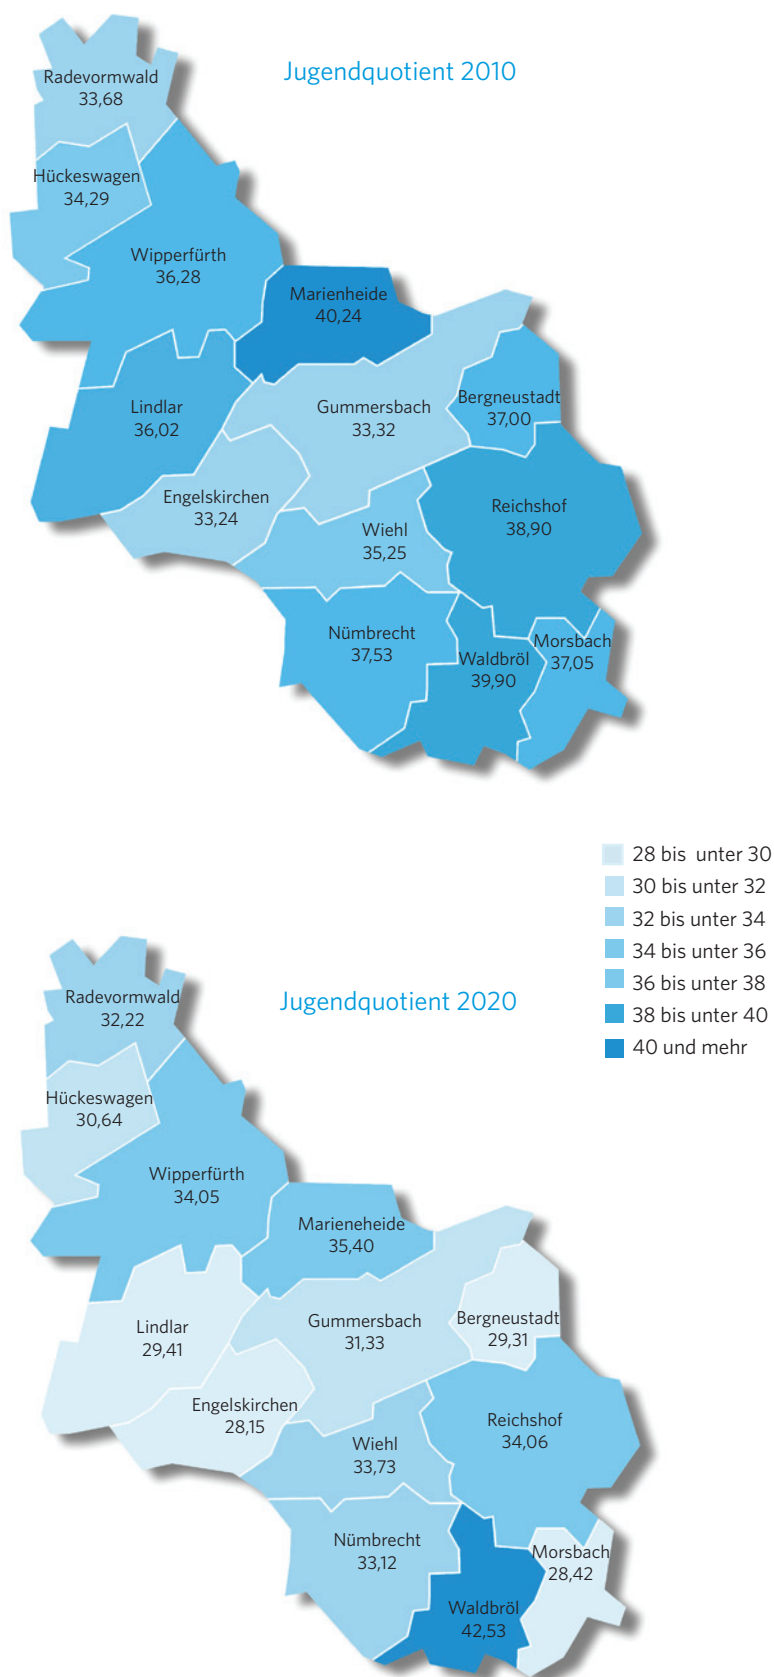 Jugendquotient 2010
Radevormwald
33,68
Hückeswagen
34,29
Wipperfürth
36,28
Marienheide
40,24
Lindlar
36,02
Gummersbach
33,32
Bergneustadt
37,00
Engelskirchen
33,24
Wiehl
35,25
Reichshof
38,90
Nümbrecht
37,53
Waldbröl
39,90
Morsbach
37,05
28 bis unter 30
30 bis unter 32
32 bis unter 34
34 bis unter 36
36 bis unter 38
38 bis unter 40
40 und mehr
Jugendquotient 2020
Radevormwald
32,22
Hückeswagen
30,64
Wipperfürth
34,05
Marieneheide
35,40
Lindlar
29,41
Gummersbach
31,33
Bergneustadt
29,31
Engelskirchen
28,15
Wiehl
33,73
Reichshof
34,06
Nümbrecht
33,12
Waldbröl
42,53
Morsbach
28,42